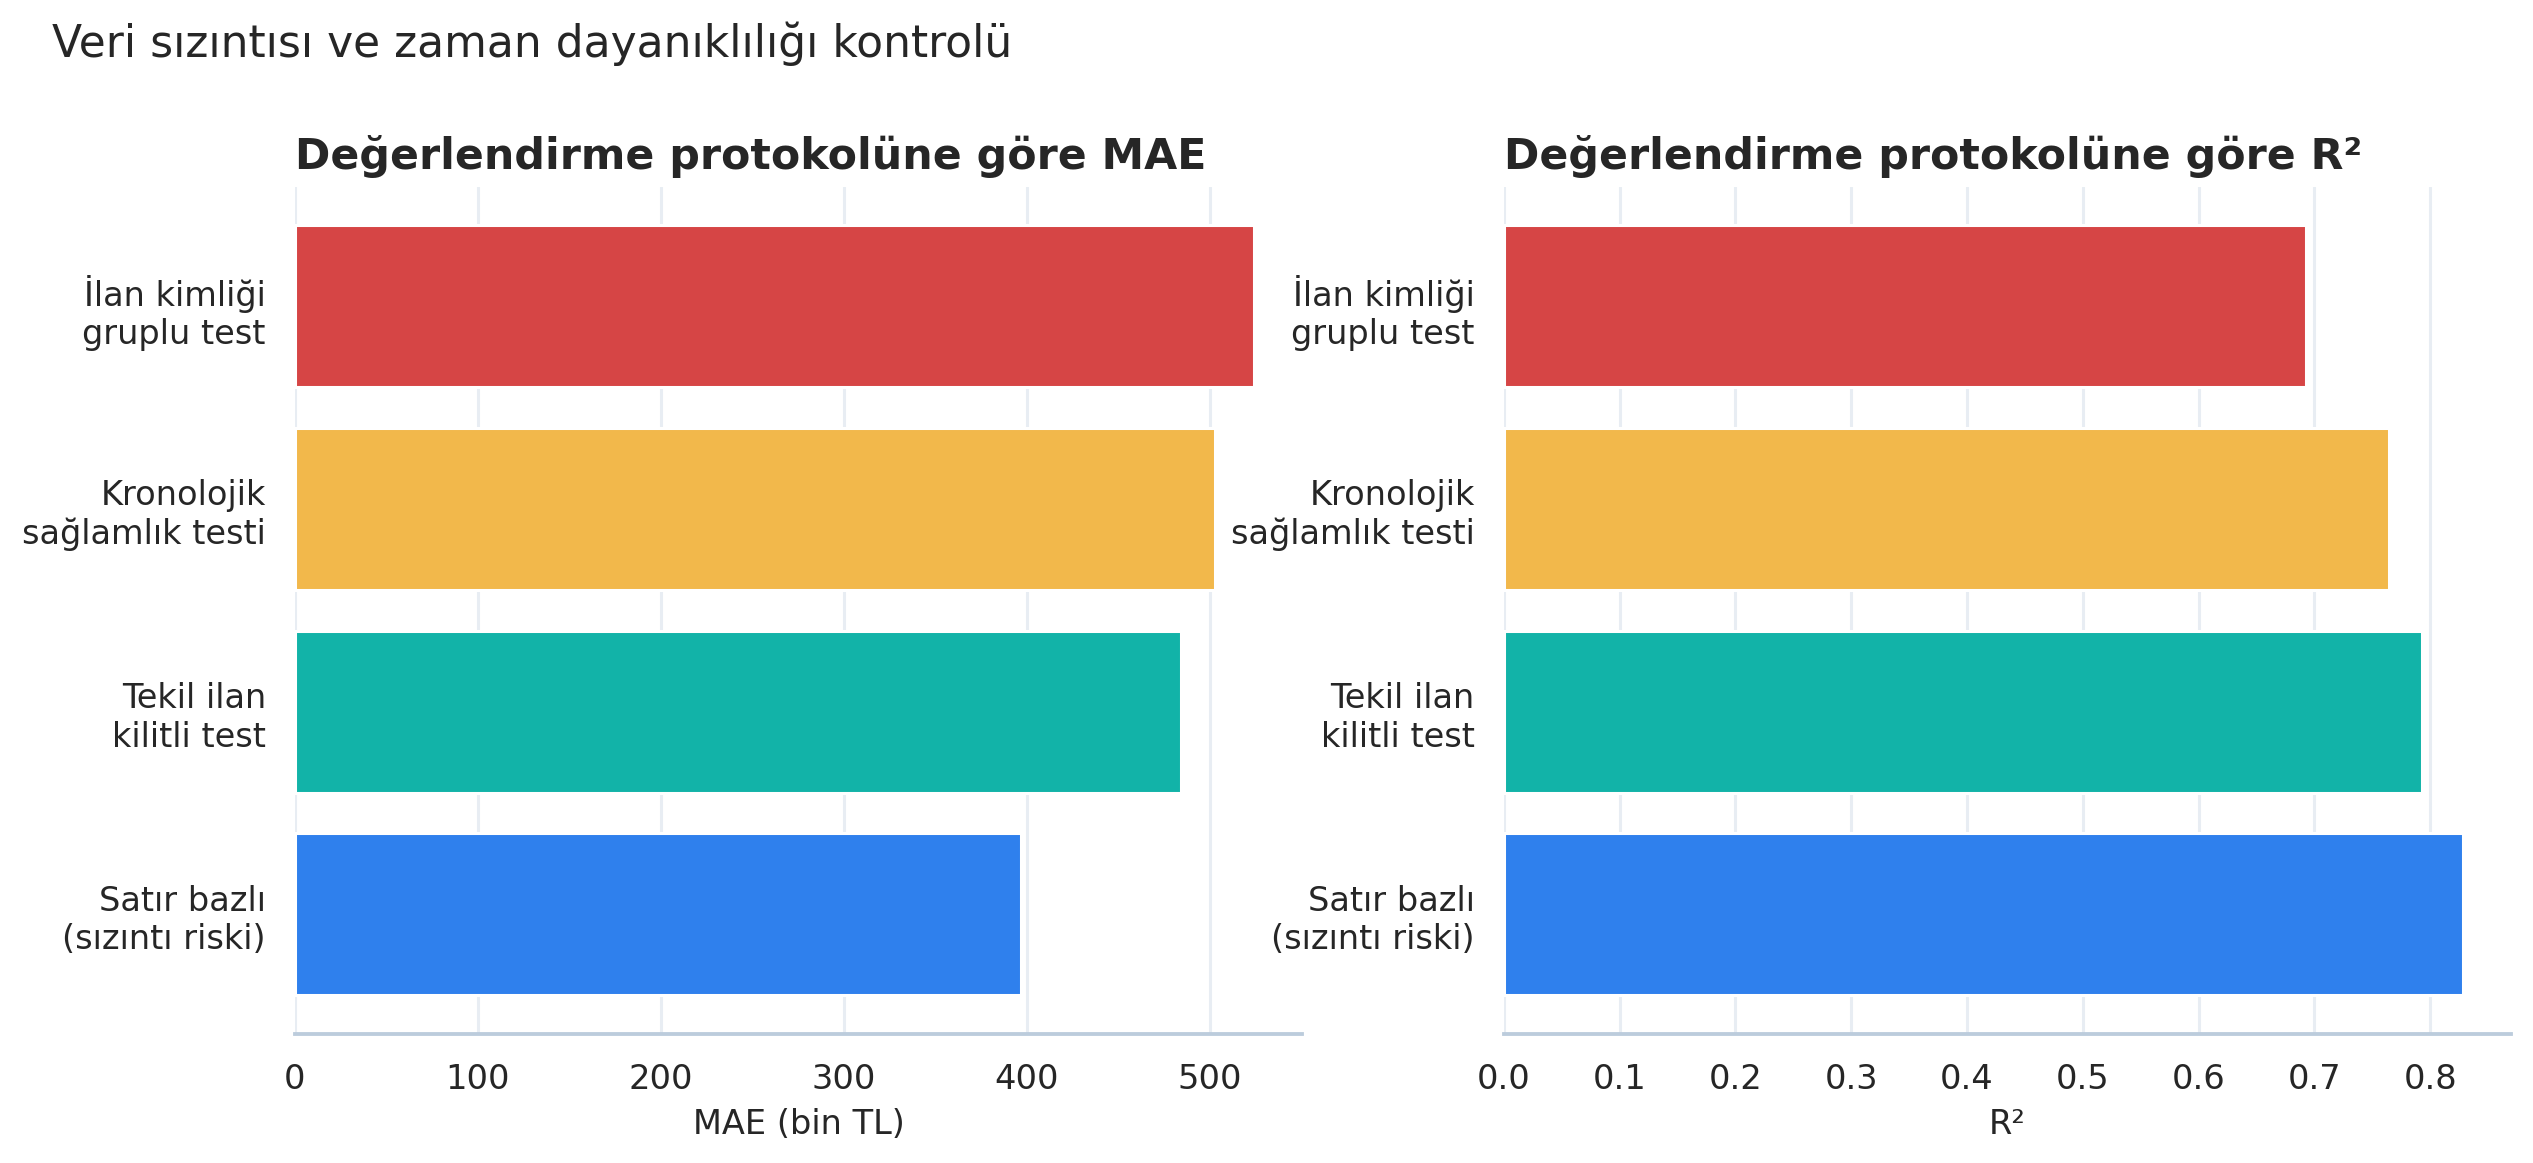 Veri sızıntısı ve zaman dayanıklılığı kontrolü
Değerlendirme protokolüne göre MAE
İlan kimliği
gruplu test
Kronolojik
sağlamlık testi
Tekil ilan
kilitli test
Satır bazlı
(sızıntı riski)
0 100 200 300 400 500
MAE (bin TL)
Değerlendirme protokolüne göre R²
İlan kimliği
gruplu test
Kronolojik
sağlamlık testi
Tekil ilan
kilitli test
Satır bazlı
(sızıntı riski)
0.0 0.1 0.2 0.3 0.4 0.5 0.6 0.7 0.8
R²